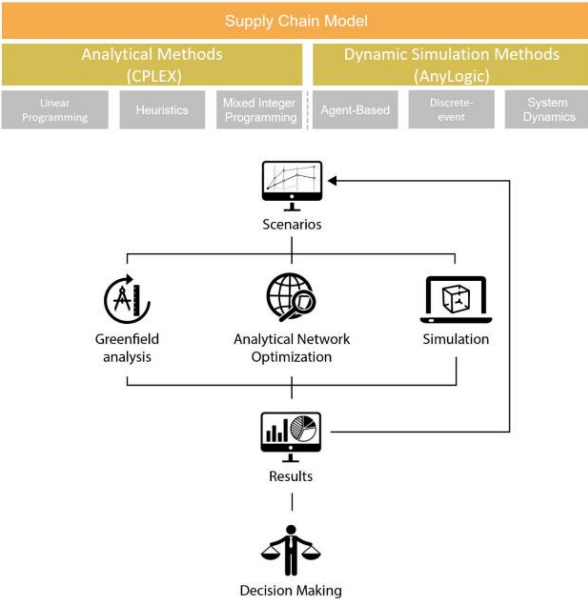 Supply Chain Model
Analytical Methods
(CPLEX)
Dynamic Simulation Methods
(AnyLogic)
Linear
Programming
Heuristics
Mixed Integer
Programming
Agent-Based
Discrete-
event
System
Dynamics
Scenarios
Greenfield
analysis
Analytical Network
Optimization
Simulation
Results
Decision Making